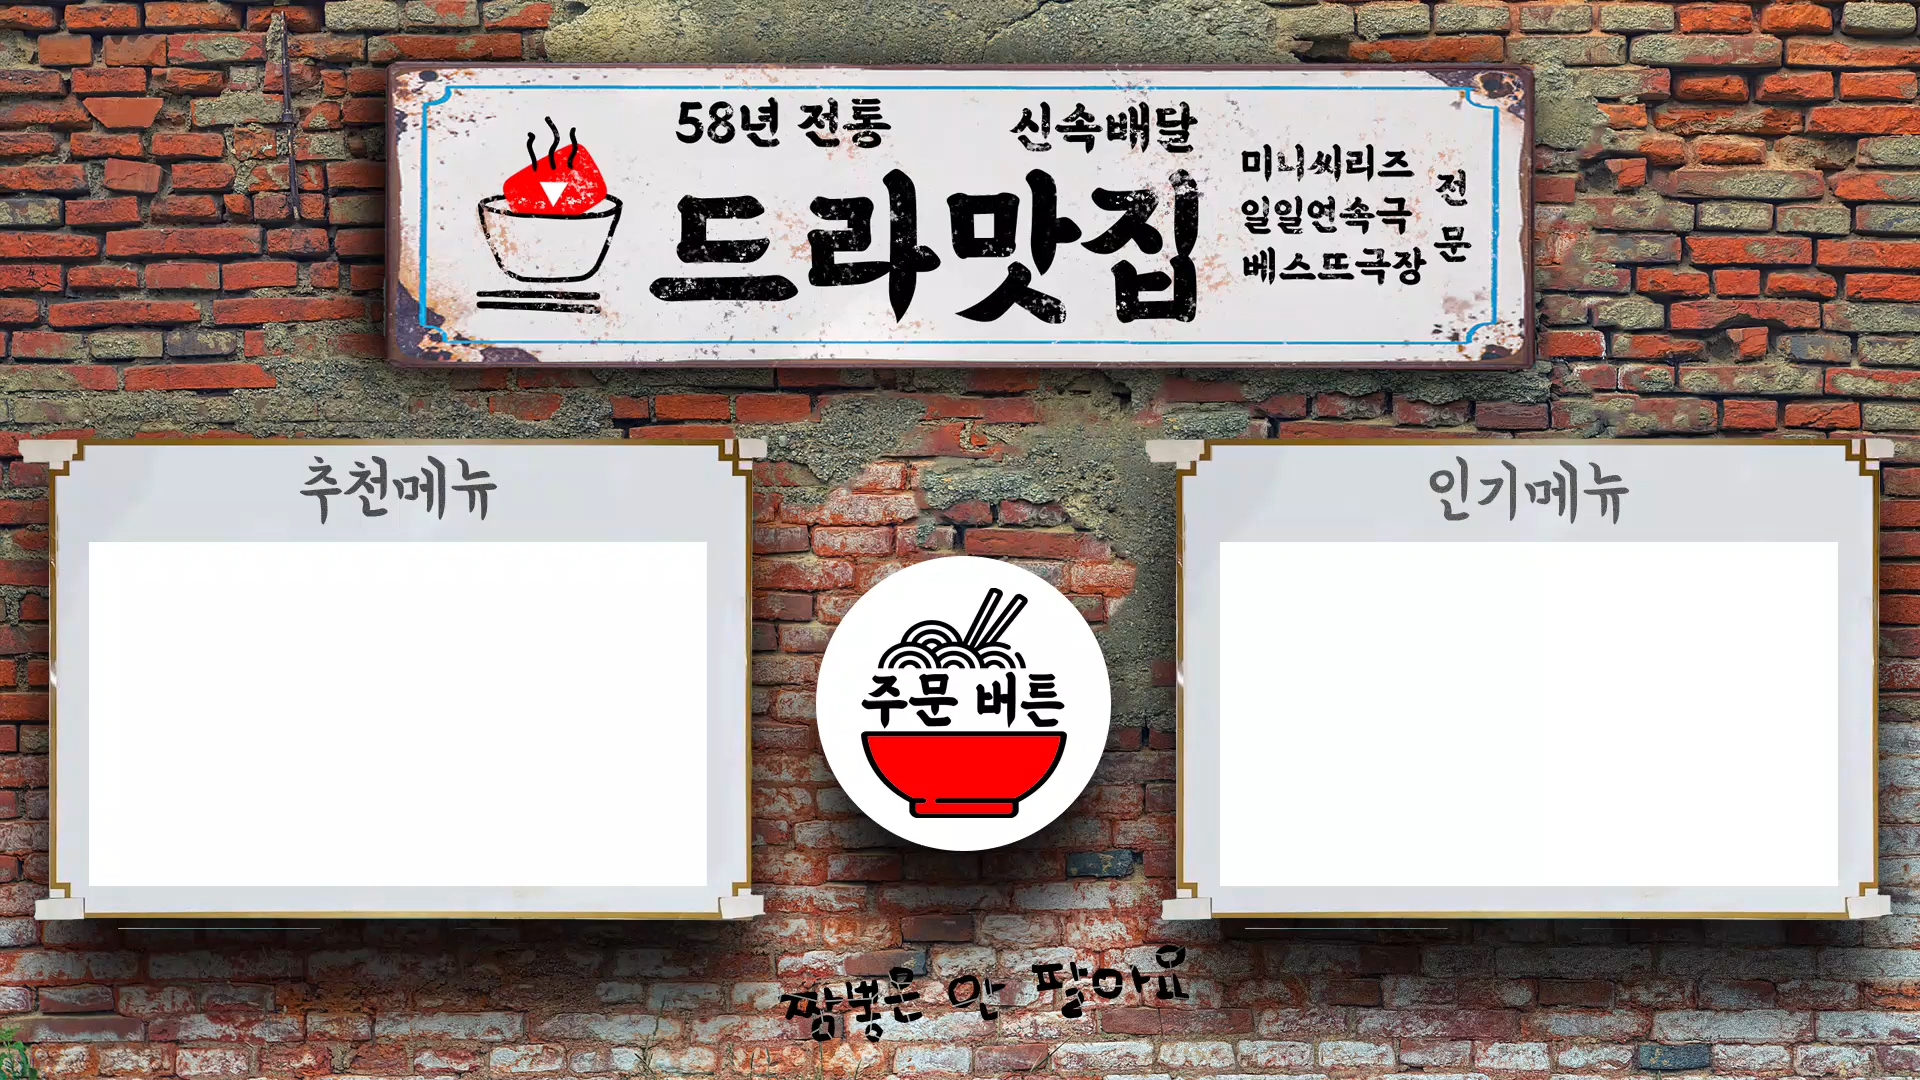 58년 전통 신속배달
드라맛집
미니씨리즈
일일연속극
베스뜨극장
전문
추천메뉴
인기메뉴
주문 버튼
짬뽕은 안 팔아요